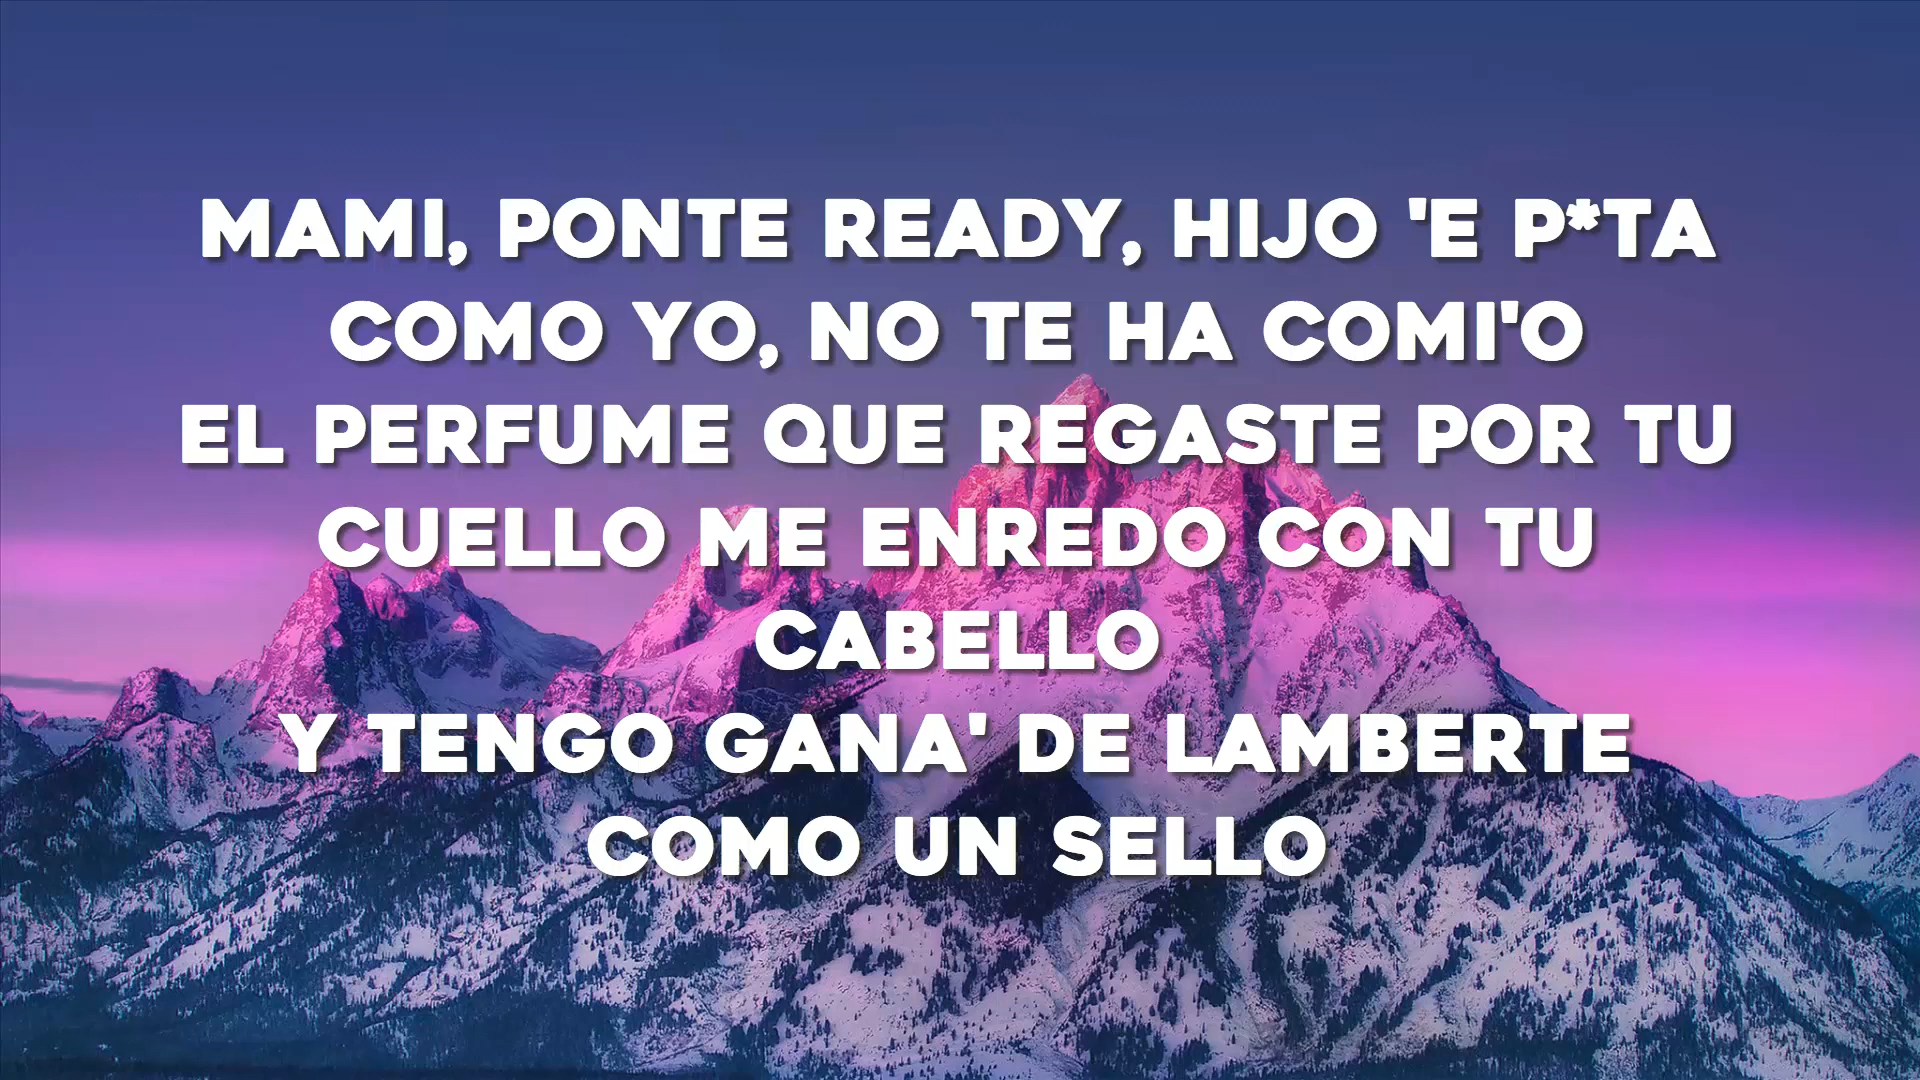 MAMI, PONTE READY, HIJO 'E P*TA
COMO YO, NO TE HA COMI'O
EL PERFUME QUE REGASTE POR TU
CUELLO ME ENREDO CON TU
CABELLO
Y TENGO GANA' DE LAMBERTE
COMO UN SELLO